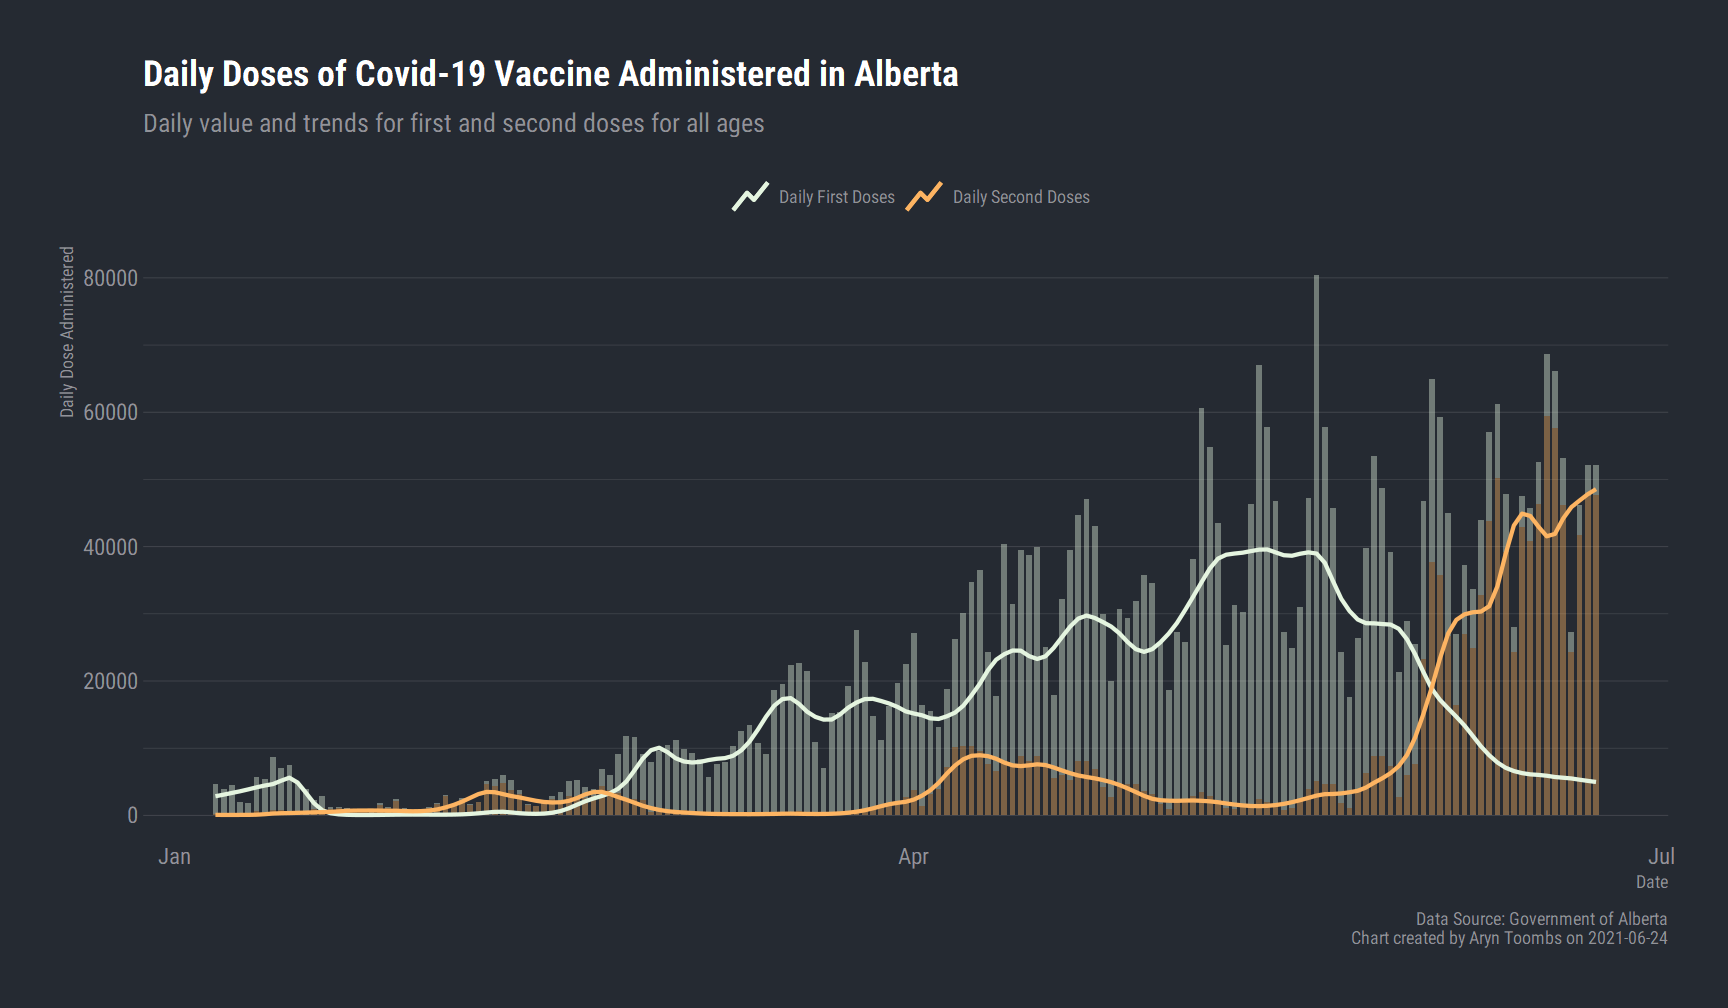 Daily Doses of Covid-19 Vaccine Administered in Alberta
Daily value and trends for first and second doses for all ages
Daily First Doses
Daily Second Doses
Daily Dose Administered
80000
60000
40000
20000
0
Jan
Apr
Jul
Date
Data Source: Government of Alberta
Chart created by Aryn Toombs on 2021-06-24